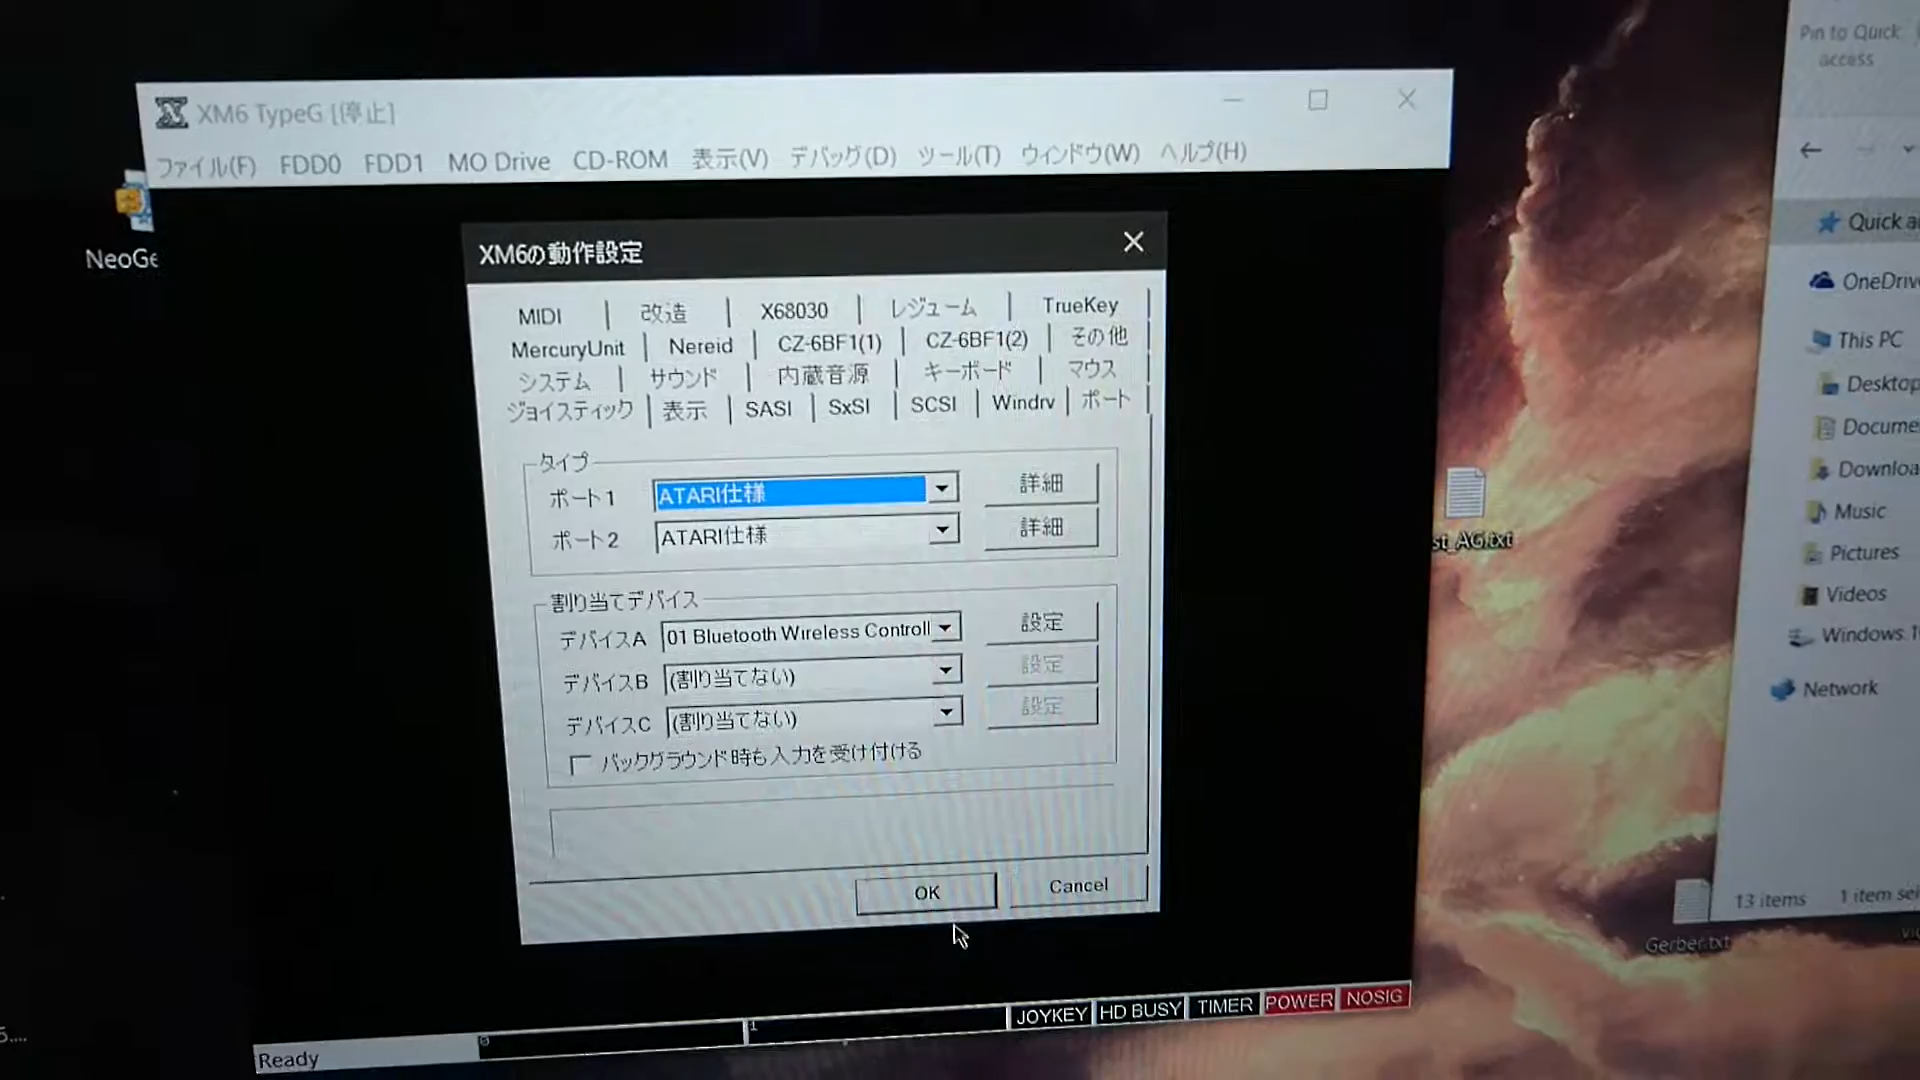 Pin to Quick
access
XM6 TypeG [停止]
ファイル(F) FDD0 FDD1 MO Drive CD-ROM 表示(V) デバッグ(D) ツール(T) ウィンドウ(W) ヘルプ(H)
NeoGe
XM6の動作設定
MIDI 改造 X68030 レジューム TrueKey
MercuryUnit Nereid CZ-6BF1(1) CZ-6BF1(2) その他
システム サウンド 内蔵音源 キーボード マウス
ジョイスティック 表示 SASI SxSI SCSI Windrv ポート
タイプ
ポート1 ATARI仕様 詳細
ポート2 ATARI仕様 詳細
割り当てデバイス
デバイスA 01 Bluetooth Wireless Controll 設定
デバイスB (割り当てない) 設定
デバイスC (割り当てない) 設定
バックグラウンド時も入力を受け付ける
OK Cancel
Ready 0 1 JOYKEY HD BUSY TIMER POWER NOSIG
st_AG.txt
Gerber.txt
Quick a
OneDrive
This PC
Desktop
Docume
Downloa
Music
Pictures
Videos
Windows 1
Network
13 items 1 item sel
5....